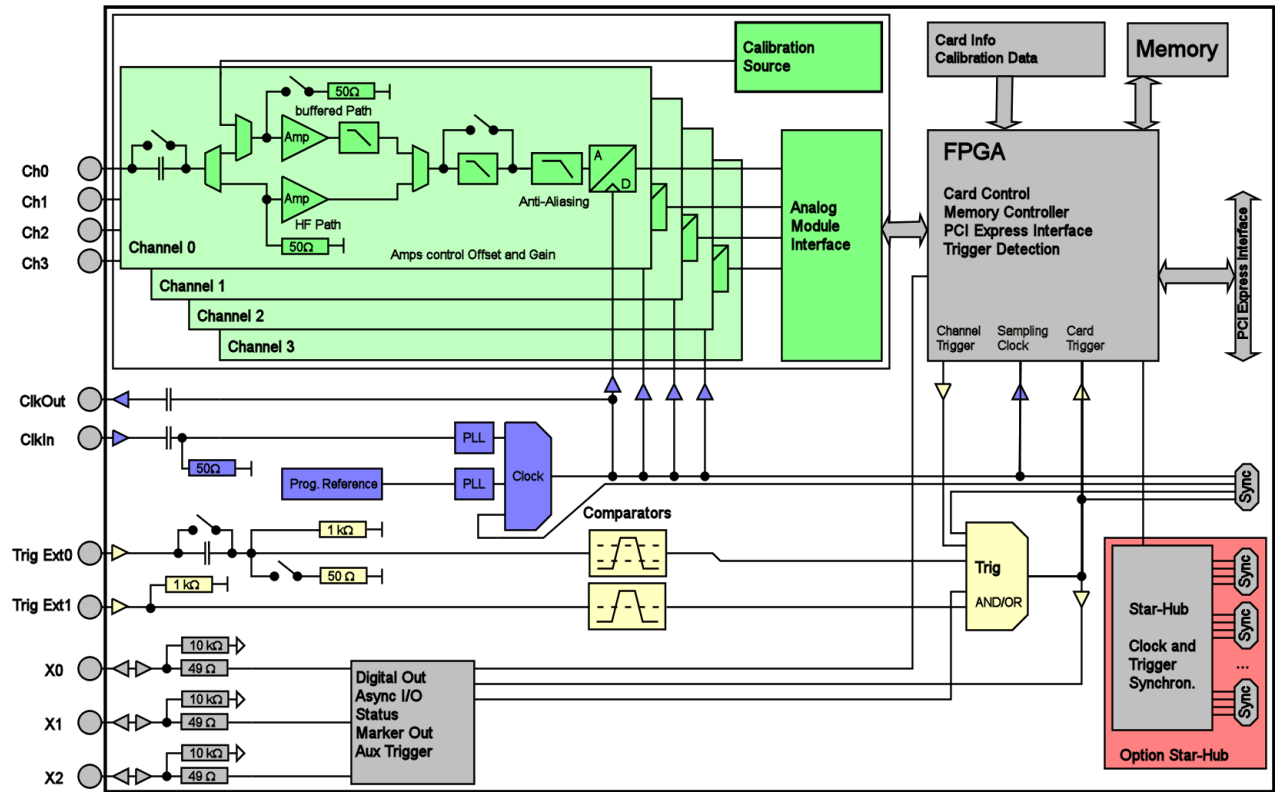 Calibration
Source
Card Info
Calibration Data
Memory
50Ω
buffered Path
Amp
Ch0
Ch1
Ch2
Ch3
Amp
HF Path
50Ω
A
D
Anti-Aliasing
Channel 0
Amps control Offset and Gain
Channel 1
Channel 2
Channel 3
Analog
Module
Interface
FPGA
Card Control
Memory Controller
PCI Express Interface
Trigger Detection
Channel
Trigger
Sampling
Clock
Card
Trigger
PCI Express Interface
ClkOut
ClkIn
50Ω
PLL
Prog. Reference
PLL
Clock
Sync
Comparators
Trig Ext0
1 kΩ
50 Ω
Trig Ext1
1 kΩ
Trig
AND/OR
X0
10 kΩ
49 Ω
X1
10 kΩ
49 Ω
X2
10 kΩ
49 Ω
Digital Out
Async I/O
Status
Marker Out
Aux Trigger
Star-Hub
Clock and
Trigger
Synchron.
Sync
Sync
...
Sync
Option Star-Hub